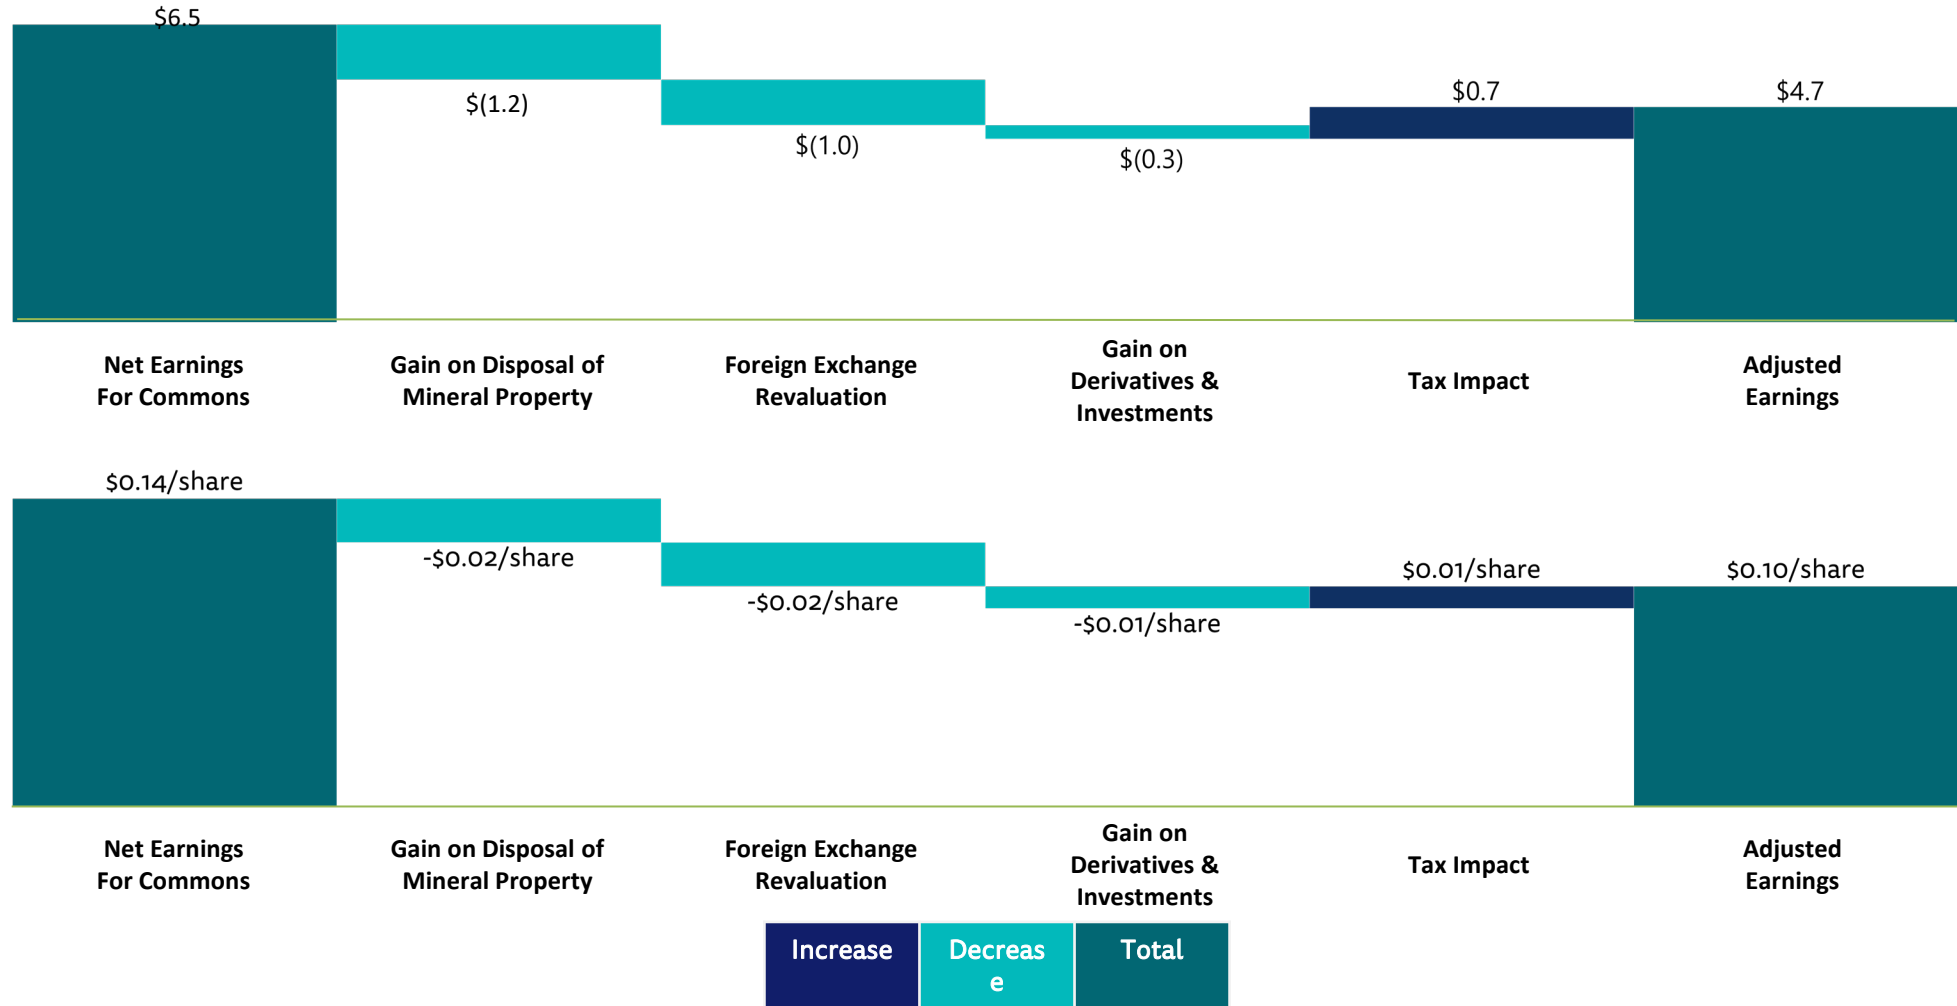 $6.5
$(1.2)
$(1.0)
$(0.3)
$0.7
$4.7
Net Earnings
For Commons
Gain on Disposal of
Mineral Property
Foreign Exchange
Revaluation
Gain on
Derivatives &
Investments
Tax Impact
Adjusted
Earnings
$0.14/share
-$0.02/share
-$0.02/share
-$0.01/share
$0.01/share
$0.10/share
Net Earnings
For Commons
Gain on Disposal of
Mineral Property
Foreign Exchange
Revaluation
Gain on
Derivatives &
Investments
Tax Impact
Adjusted
Earnings
Increase
Decreas
e
Total